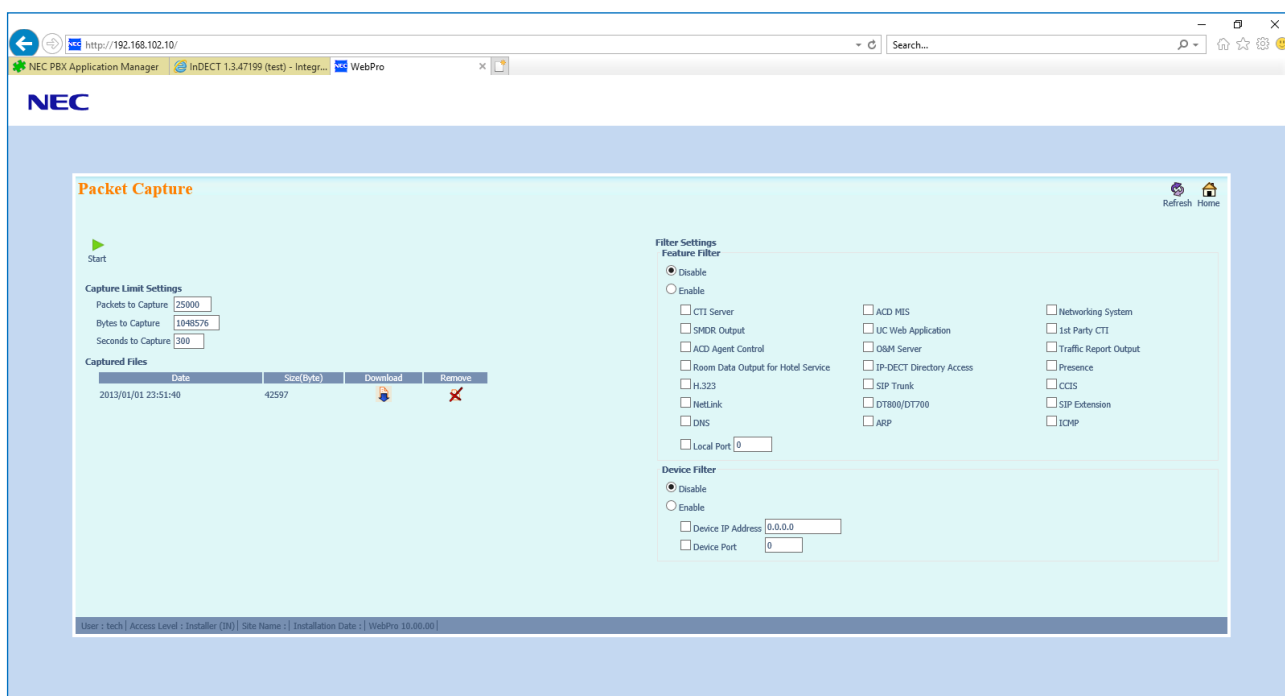 http://192.168.102.10/
Search...
NEC PBX Application Manager
InDECT 1.3.47199 (test) - Integr...
NEC WebPro
NEC
Packet Capture
Refresh Home
Start
Capture Limit Settings
Packets to Capture 25000
Bytes to Capture 1048576
Seconds to Capture 300
Captured Files
Date Size(Byte) Download Remove
2013/01/01 23:51:40 42597
Filter Settings
Feature Filter
Disable
Enable
CTI Server ACD MIS Networking System
SMDR Output UC Web Application 1st Party CTI
ACD Agent Control O&M Server Traffic Report Output
Room Data Output for Hotel Service IP-DECT Directory Access Presence
H.323 SIP Trunk CCIS
NetLink DT800/DT700 SIP Extension
DNS ARP ICMP
Local Port 0
Device Filter
Disable
Enable
Device IP Address 0.0.0.0
Device Port 0
User : tech | Access Level : Installer (IN) | Site Name : | Installation Date : | WebPro 10.00.00 |